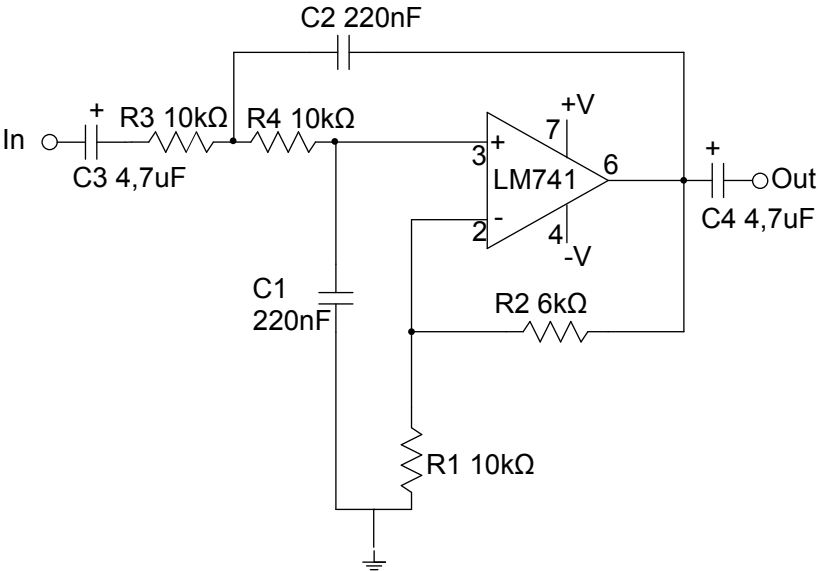 C2 220nF
R3 10kΩ
R4 10kΩ
+V
7
+
In
C3 4,7uF
+
3
LM741
6
+
Out
C4 4,7uF
-
2
4
-V
C1
220nF
R2 6kΩ
R1 10kΩ